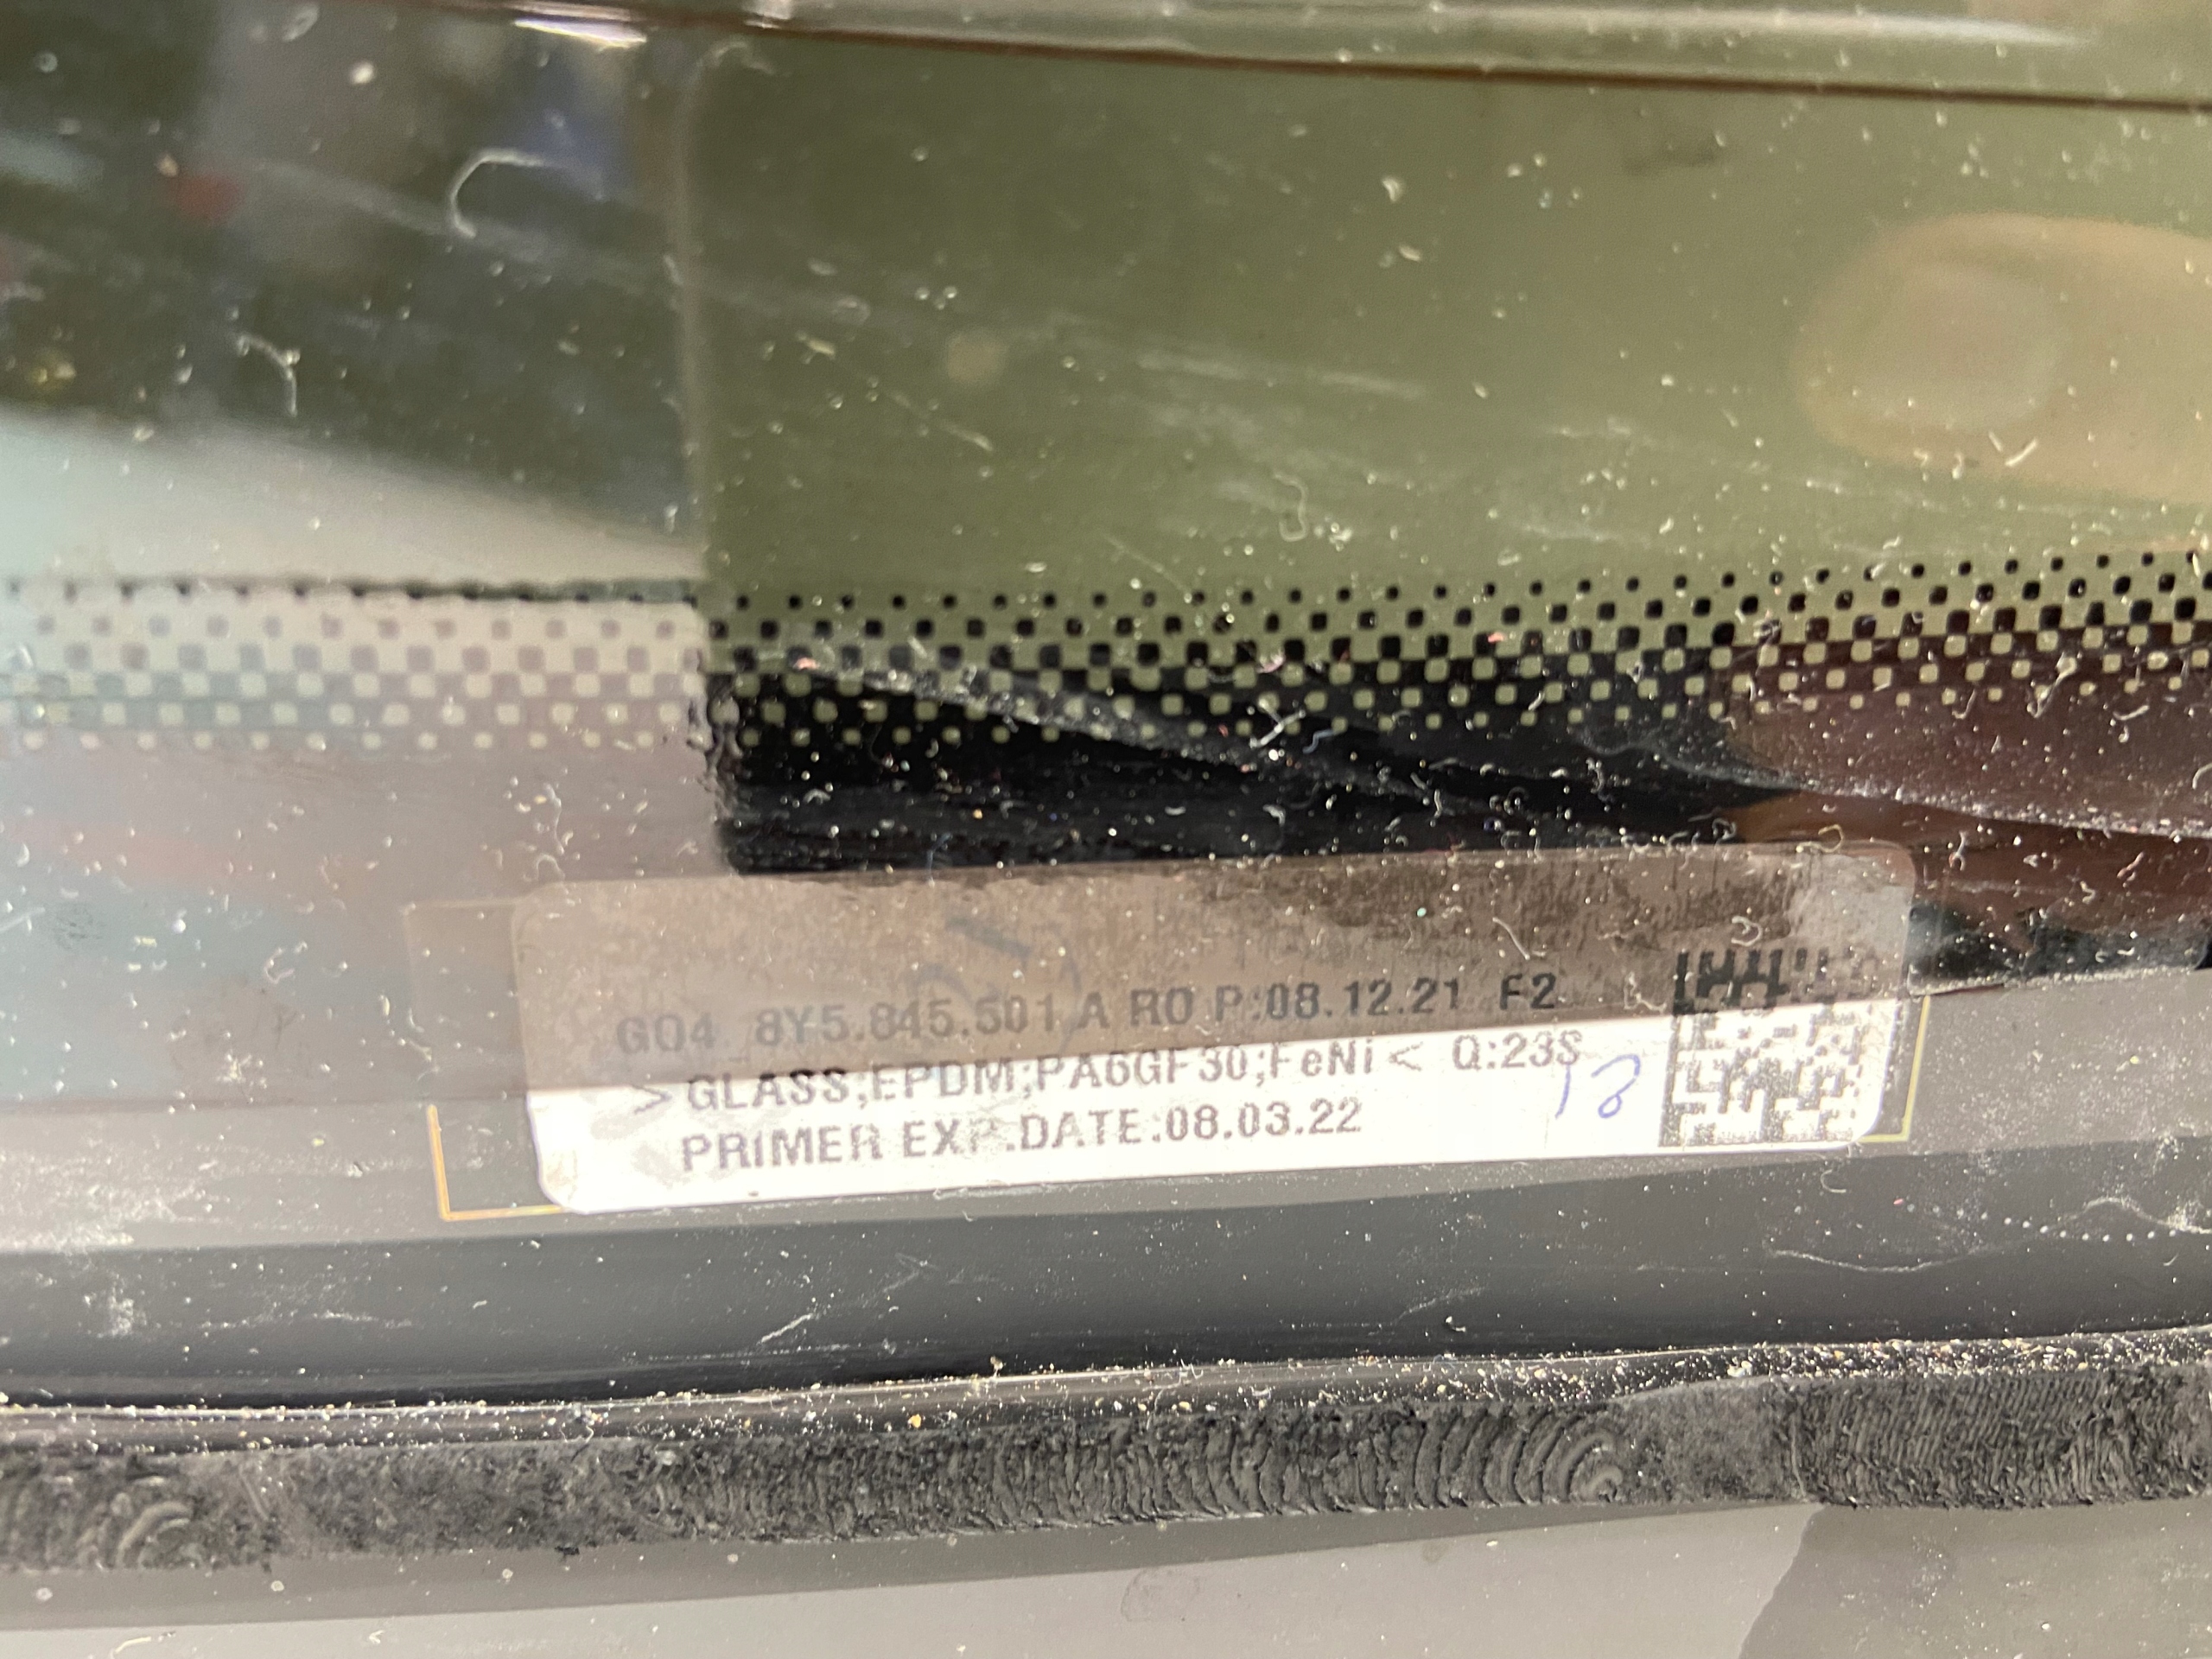 G04 8Y5.845.501 A RO P:08.12.21 F2
>GLASS;EPDM;PA6GF30;FeNi< Q:23S
PRIMER EXP.DATE:08.03.22